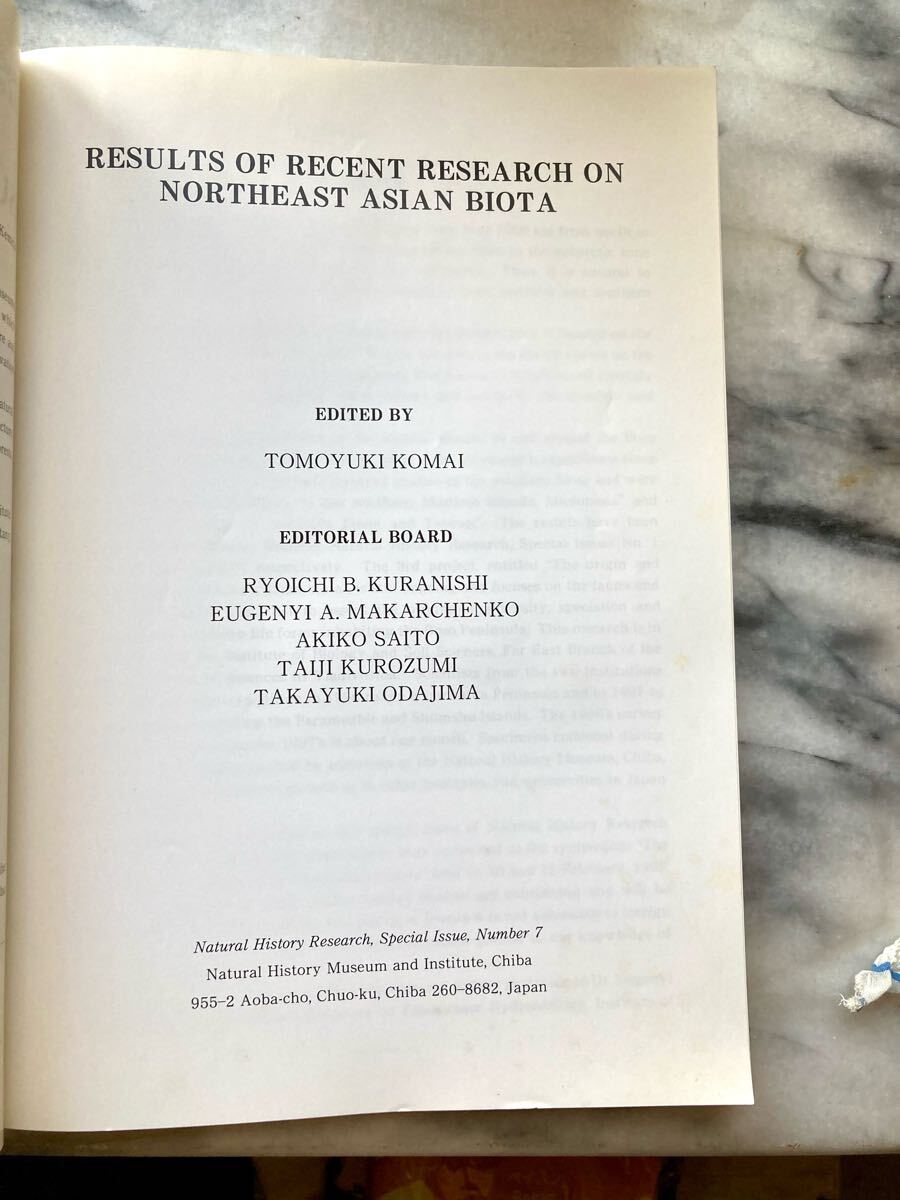 RESULTS OF RECENT RESEARCH ON
NORTHEAST ASIAN BIOTA
EDITED BY
TOMOYUKI KOMAI
EDITORIAL BOARD
RYOICHI B. KURANISHI
EUGENYI A. MAKARCHENKO
AKIKO SAITO
TAIJI KUROZUMI
TAKAYUKI ODAJIMA
Natural History Research, Special Issue, Number 7
Natural History Museum and Institute, Chiba
955–2 Aoba-cho, Chuo-ku, Chiba 260–8682, Japan